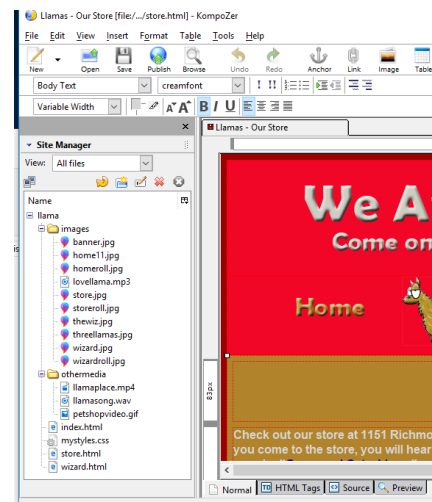 Llamas - Our Store [file:/.../store.html] - KompoZer
File Edit View Insert Format Table Tools Help
New Open Save Publish Browse Undo Redo Anchor Link Image Table
Body Text creamfont ! !!
Variable Width A A B I U
Llamas - Our Store
Site Manager
View: All files
Name
llama
images
banner.jpg
home11.jpg
homeroll.jpg
lovellama.mp3
store.jpg
storeroll.jpg
thewiz.jpg
threellamas.jpg
wizard.jpg
wizardroll.jpg
othermedia
llamaplace.mp4
llamasong.wav
petshopvideo.gif
index.html
mystyles.css
store.html
wizard.html
We A
Come on
Home
83px
Check out our store at 1151 Richmo
you come to the store, you will hear
Normal HTML Tags Source Preview